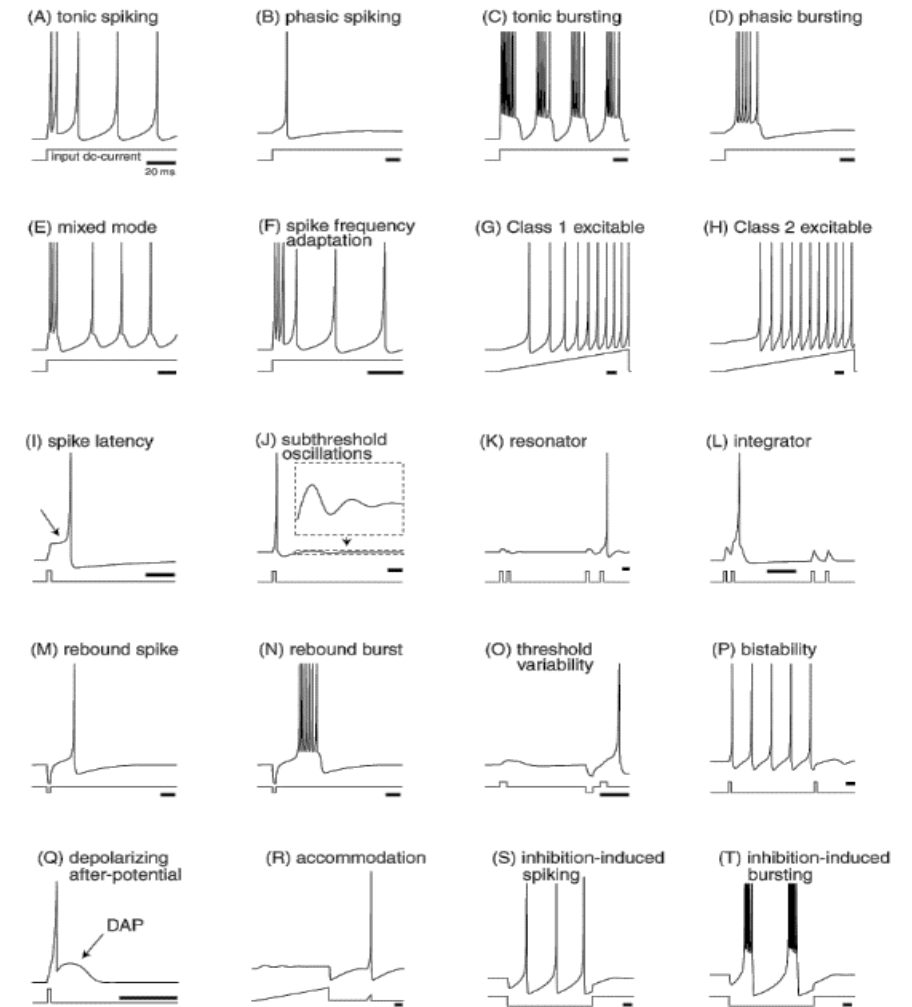 (A) tonic spiking
(B) phasic spiking
(C) tonic bursting
(D) phasic bursting
input dc-current
20 ms
(E) mixed mode
(F) spike frequency
adaptation
(G) Class 1 excitable
(H) Class 2 excitable
(I) spike latency
(J) subthreshold
oscillations
(K) resonator
(L) integrator
(M) rebound spike
(N) rebound burst
(O) threshold
variability
(P) bistability
(Q) depolarizing
after-potential
DAP
(R) accommodation
(S) inhibition-induced
spiking
(T) inhibition-induced
bursting